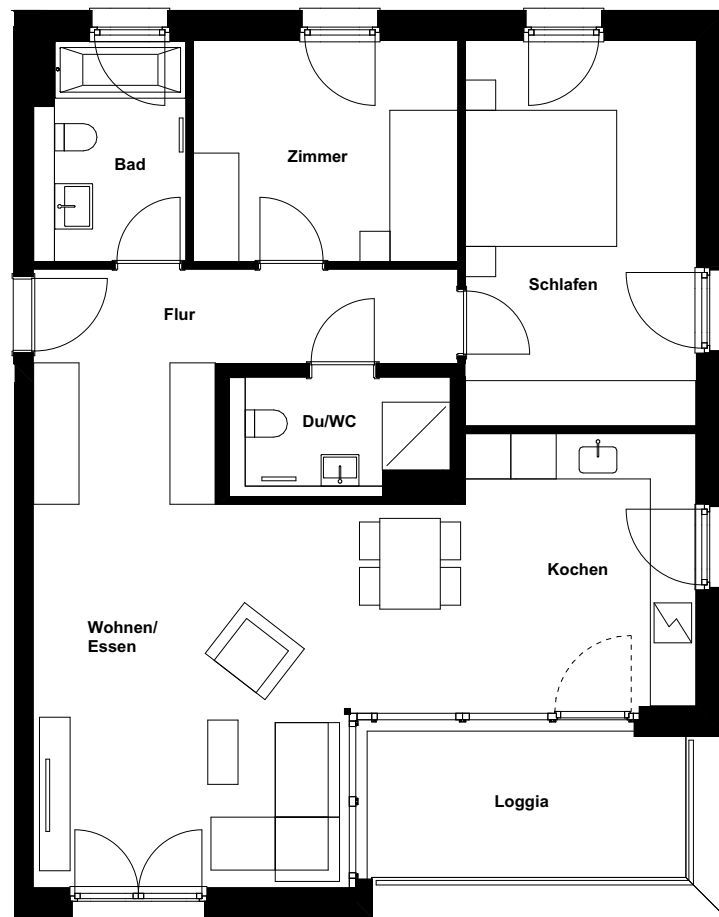 Bad
Zimmer
Schlafen
Flur
Du/WC
Kochen
Wohnen/
Essen
Loggia